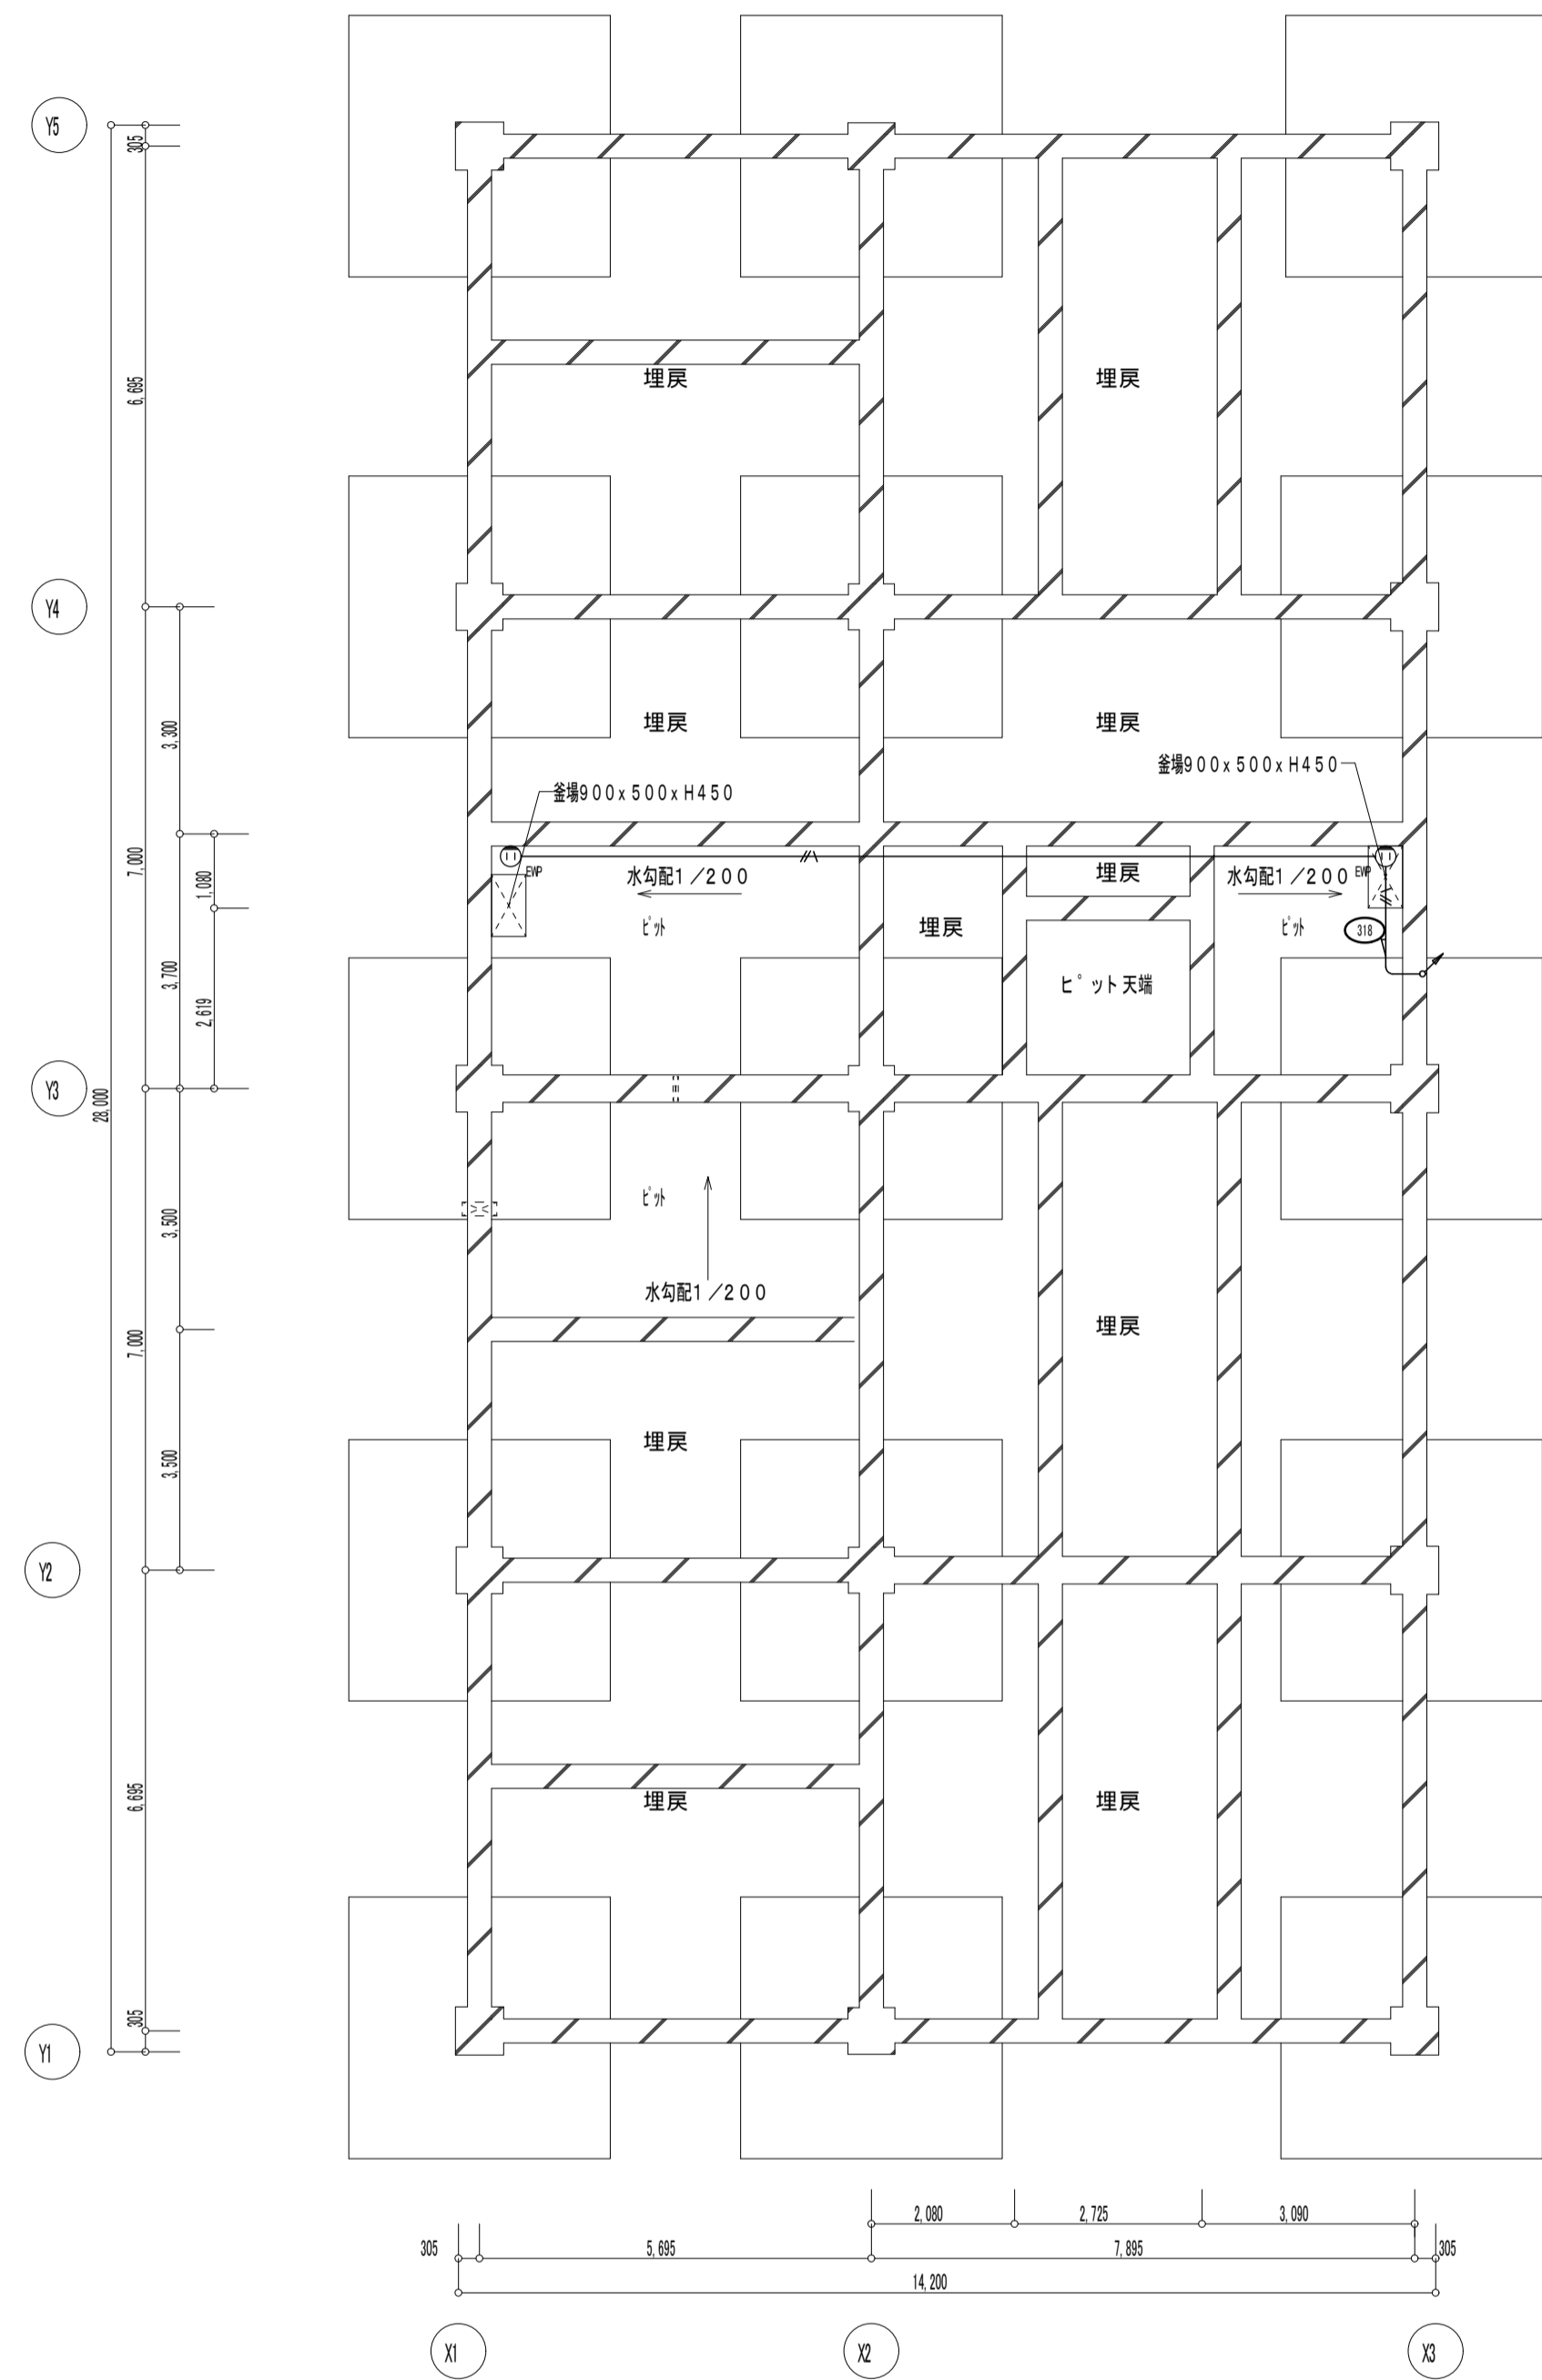 Y5
305
6,695
埋戻
埋戻
Y4
3,300
埋戻
埋戻
釜場900x500xH450
釜場900x500xH450
7,000
EWP
水勾配1/200
埋戻
水勾配1/200
EWP
1,080
ピット
埋戻
ピット
318
3,700
ピット天端
2,619
Y3
28,000
ピット
3,500
水勾配1/200
埋戻
7,000
埋戻
3,500
Y2
6,695
埋戻
埋戻
305
Y1
2,080
2,725
3,090
305
5,695
7,895
305
14,200
X1
X2
X3